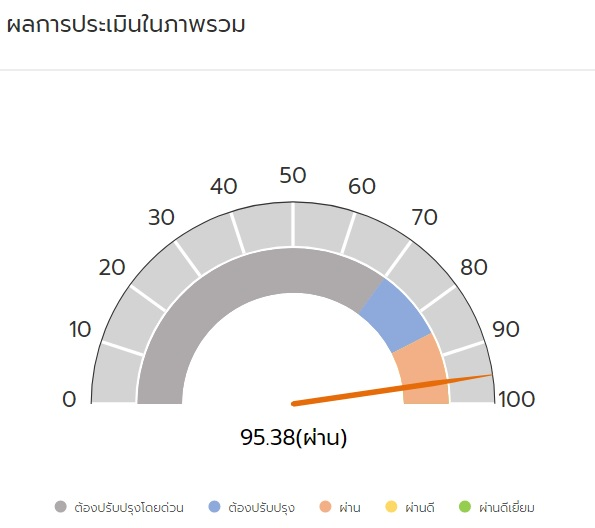 ผลการประเมินในภาพรวม
50
40 60
30 70
20 80
10 90
0 100
95.38(ผ่าน)
ต้องปรับปรุงโดยด่วน ต้องปรับปรุง ผ่าน ผ่านดี ผ่านดีเยี่ยม